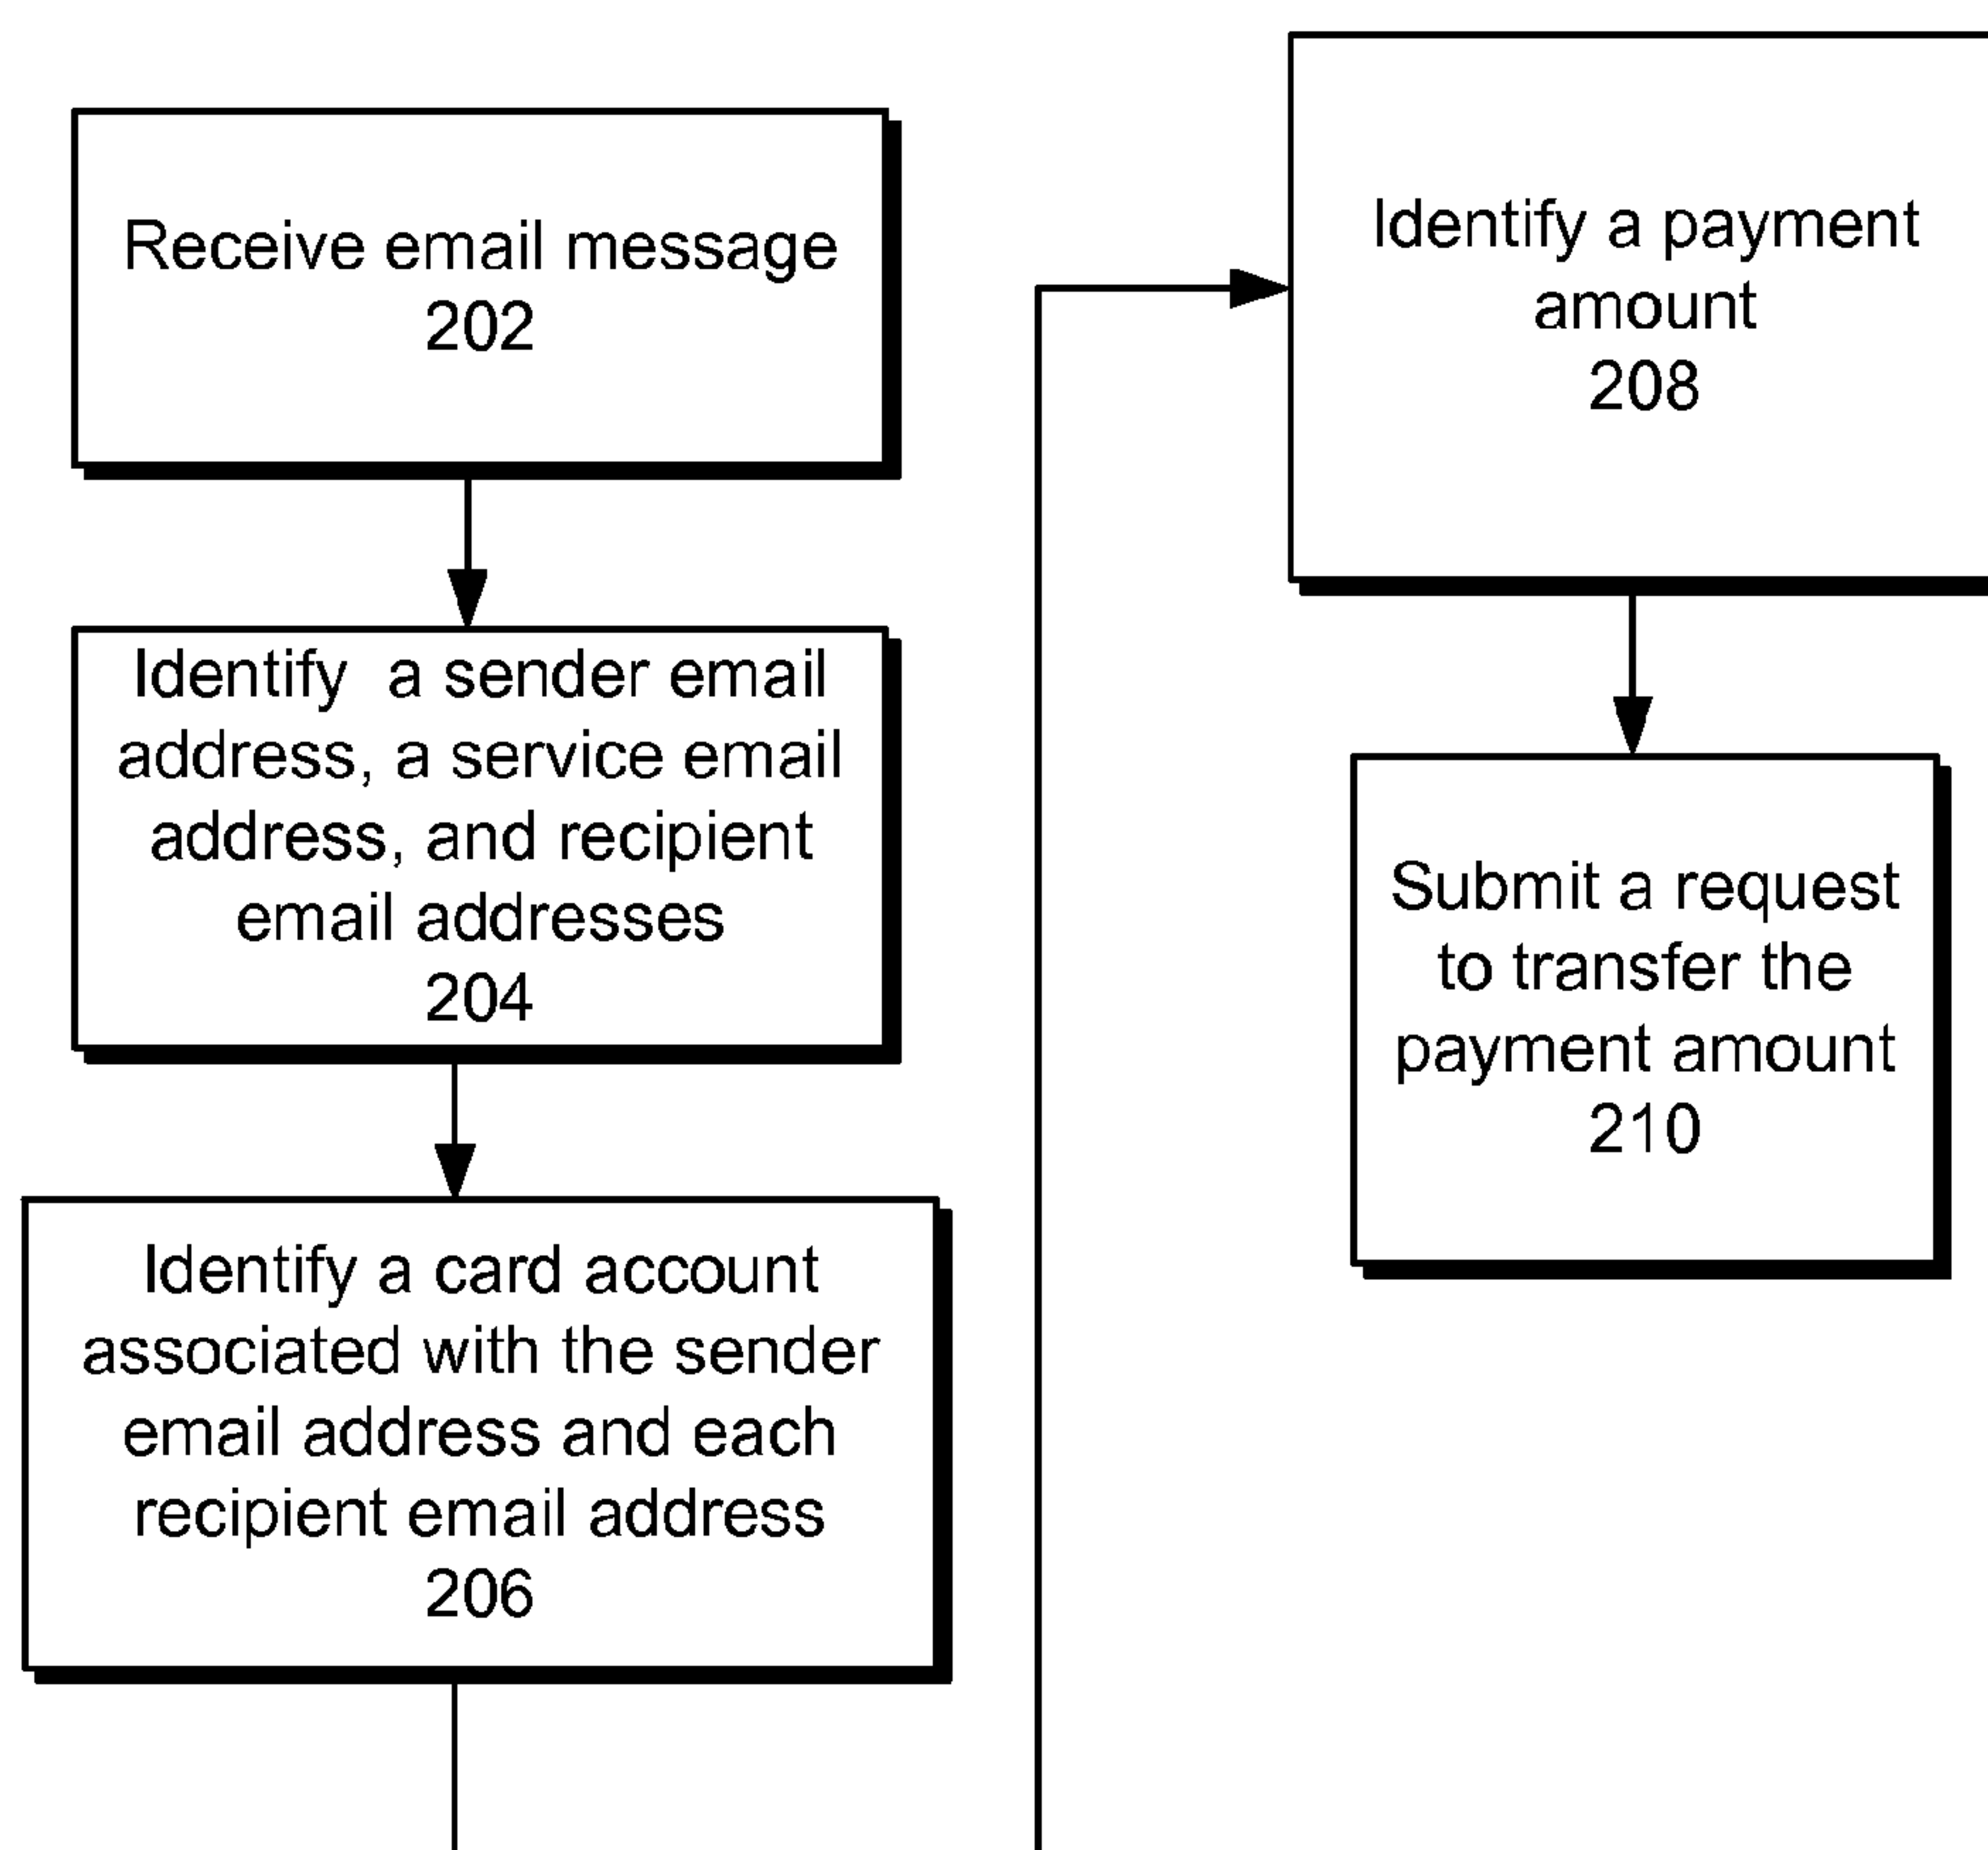 Receive email message
202
Identify a sender email
address, a service email
address, and recipient
email addresses
204
Identify a card account
associated with the sender
email address and each
recipient email address
206
Identify a payment
amount
208
Submit a request
to transfer the
payment amount
210